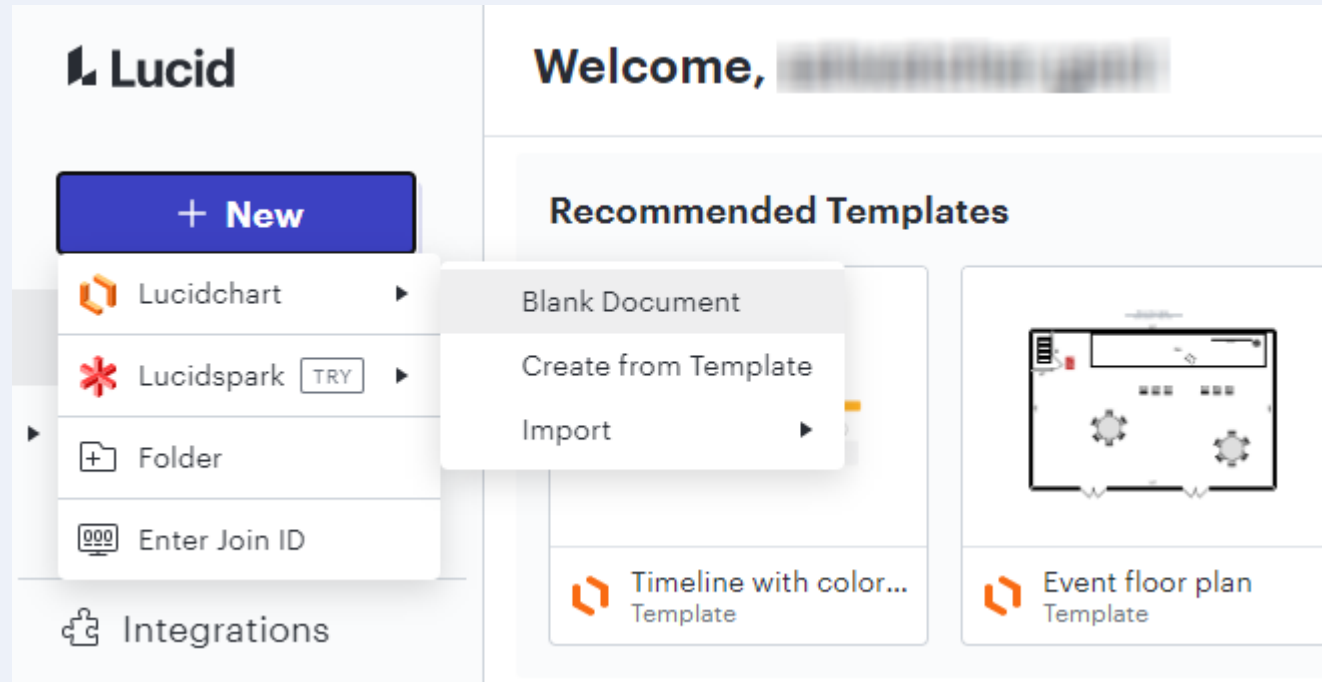 Lucid
Welcome,
+ New
Recommended Templates
Lucidchart
Blank Document
Lucidspark TRY
Create from Template
Import
Folder
Enter Join ID
Timeline with color...
Template
Event floor plan
Template
Integrations